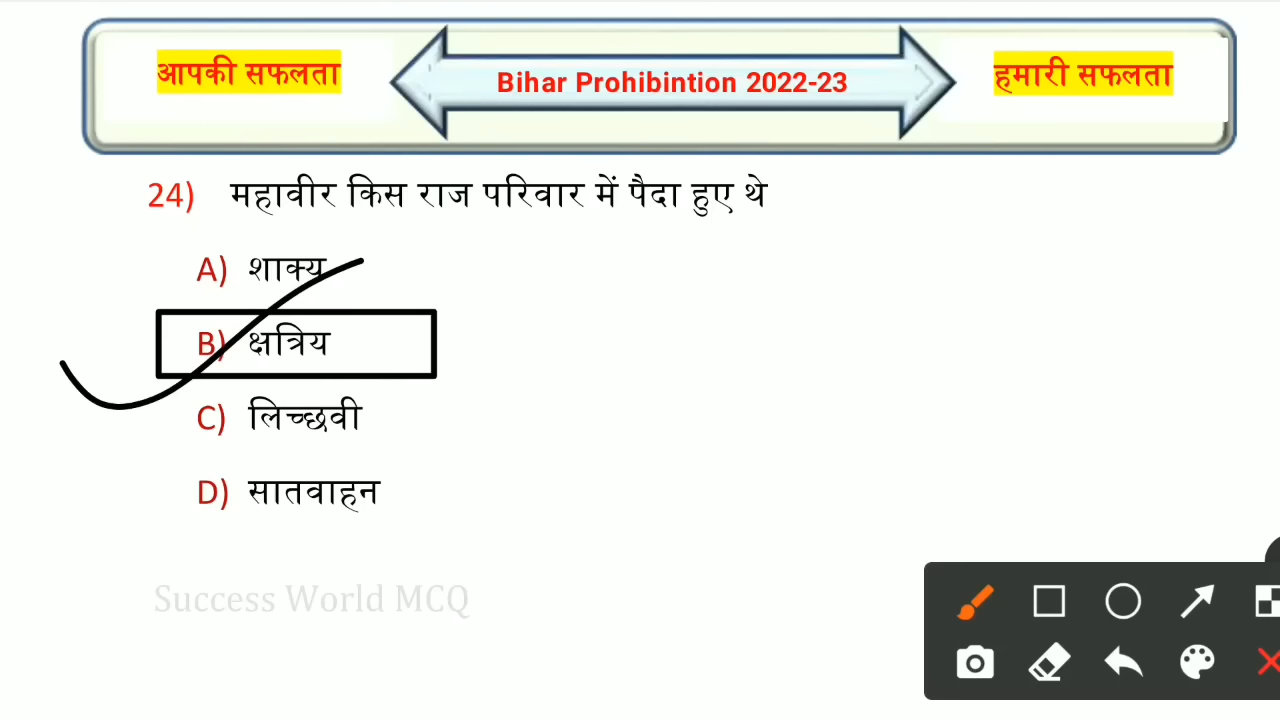 आपकी सफलता
Bihar Prohibintion 2022-23
हमारी सफलता
24) महावीर किस राज परिवार में पैदा हुए थे
A) शाक्य
B) क्षत्रिय
C) लिच्छवी
D) सातवाहन
Success World MCQ